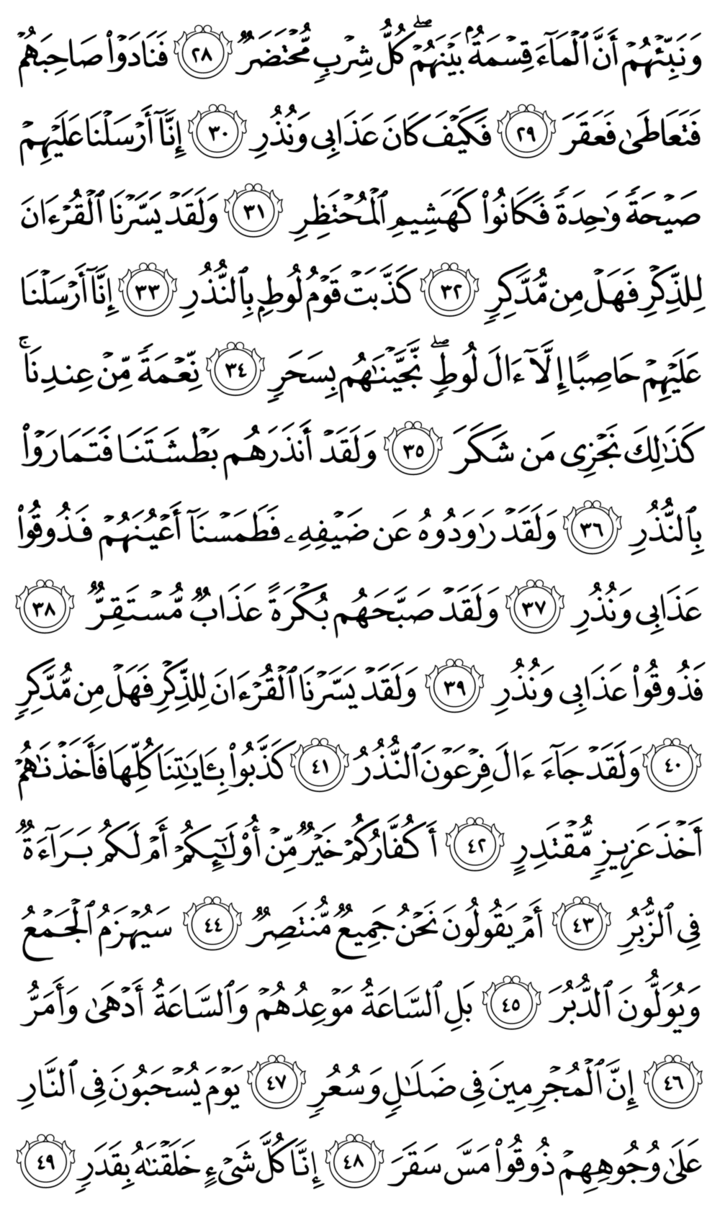 وَنَبِّئْهُمْ أَنَّ ٱلْمَآءَ قِسْمَةٌۢ بَيْنَهُمْ ۖ كُلُّ شِرْبٍ مُّحْتَضَرٌ ٢٨ فَنَادَوْا۟ صَاحِبَهُمْ
فَتَعَاطَىٰ فَعَقَرَ ٢٩ فَكَيْفَ كَانَ عَذَابِى وَنُذُرِ ٣٠ إِنَّآ أَرْسَلْنَا عَلَيْهِمْ
صَيْحَةً وَٰحِدَةً فَكَانُوا۟ كَهَشِيمِ ٱلْمُحْتَظِرِ ٣١ وَلَقَدْ يَسَّرْنَا ٱلْقُرْءَانَ
لِلذِّكْرِ فَهَلْ مِن مُّدَّكِرٍ ٣٢ كَذَّبَتْ قَوْمُ لُوطٍۭ بِٱلنُّذُرِ ٣٣ إِنَّآ أَرْسَلْنَا
عَلَيْهِمْ حَاصِبًا إِلَّآ ءَالَ لُوطٍ ۖ نَّجَّيْنَٰهُم بِسَحَرٍ ٣٤ نِّعْمَةً مِّنْ عِندِنَا ۚ
كَذَٰلِكَ نَجْزِى مَن شَكَرَ ٣٥ وَلَقَدْ أَنذَرَهُم بَطْشَتَنَا فَتَمَارَوْا۟
بِٱلنُّذُرِ ٣٦ وَلَقَدْ رَٰوَدُوهُ عَن ضَيْفِهِۦ فَطَمَسْنَآ أَعْيُنَهُمْ فَذُوقُوا۟
عَذَابِى وَنُذُرِ ٣٧ وَلَقَدْ صَبَّحَهُم بُكْرَةً عَذَابٌ مُّسْتَقِرٌّ ٣٨
فَذُوقُوا۟ عَذَابِى وَنُذُرِ ٣٩ وَلَقَدْ يَسَّرْنَا ٱلْقُرْءَانَ لِلذِّكْرِ فَهَلْ مِن مُّدَّكِرٍ
٤٠ وَلَقَدْ جَآءَ ءَالَ فِرْعَوْنَ ٱلنُّذُرُ ٤١ كَذَّبُوا۟ بِـَٔايَٰتِنَا كُلِّهَا فَأَخَذْنَٰهُمْ
أَخْذَ عَزِيزٍ مُّقْتَدِرٍ ٤٢ أَكُفَّارُكُمْ خَيْرٌ مِّنْ أُو۟لَٰٓئِكُمْ أَمْ لَكُم بَرَآءَةٌ
فِى ٱلزُّبُرِ ٤٣ أَمْ يَقُولُونَ نَحْنُ جَمِيعٌ مُّنتَصِرٌ ٤٤ سَيُهْزَمُ ٱلْجَمْعُ
وَيُوَلُّونَ ٱلدُّبُرَ ٤٥ بَلِ ٱلسَّاعَةُ مَوْعِدُهُمْ وَٱلسَّاعَةُ أَدْهَىٰ وَأَمَرُّ
٤٦ إِنَّ ٱلْمُجْرِمِينَ فِى ضَلَٰلٍ وَسُعُرٍ ٤٧ يَوْمَ يُسْحَبُونَ فِى ٱلنَّارِ
عَلَىٰ وُجُوهِهِمْ ذُوقُوا۟ مَسَّ سَقَرَ ٤٨ إِنَّا كُلَّ شَىْءٍ خَلَقْنَٰهُ بِقَدَرٍ ٤٩